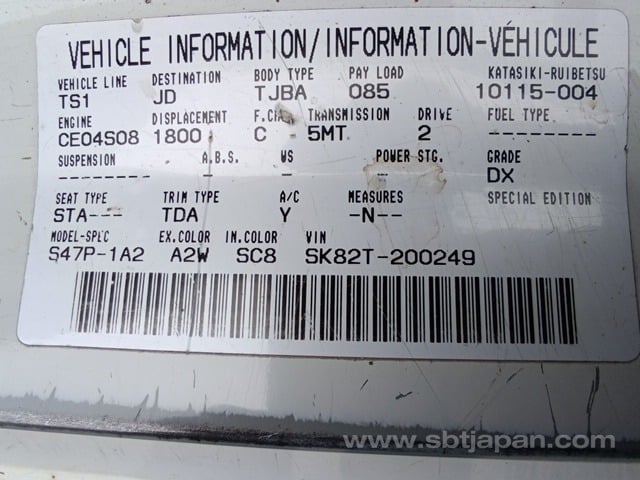 VEHICLE INFORMATION/INFORMATION-VÉHICULE
VEHICLE LINE DESTINATION BODY TYPE PAY LOAD KATASIKI-RUIBETSU
TS1 JD TJBA 085 10115-004
ENGINE DISPLACEMENT F.CIA TRANSMISSION DRIVE FUEL TYPE
CE04S08 1800 C 5MT 2 -------
SUSPENSION A.B.S. WS POWER STG. GRADE
------- - - - DX
SEAT TYPE TRIM TYPE A/C MEASURES SPECIAL EDITION
STA--- TDA Y -N--
MODEL-SPEC EX.COLOR IN.COLOR VIN
S47P-1A2 A2W SC8 SK82T-200249
www.sbtjapan.com